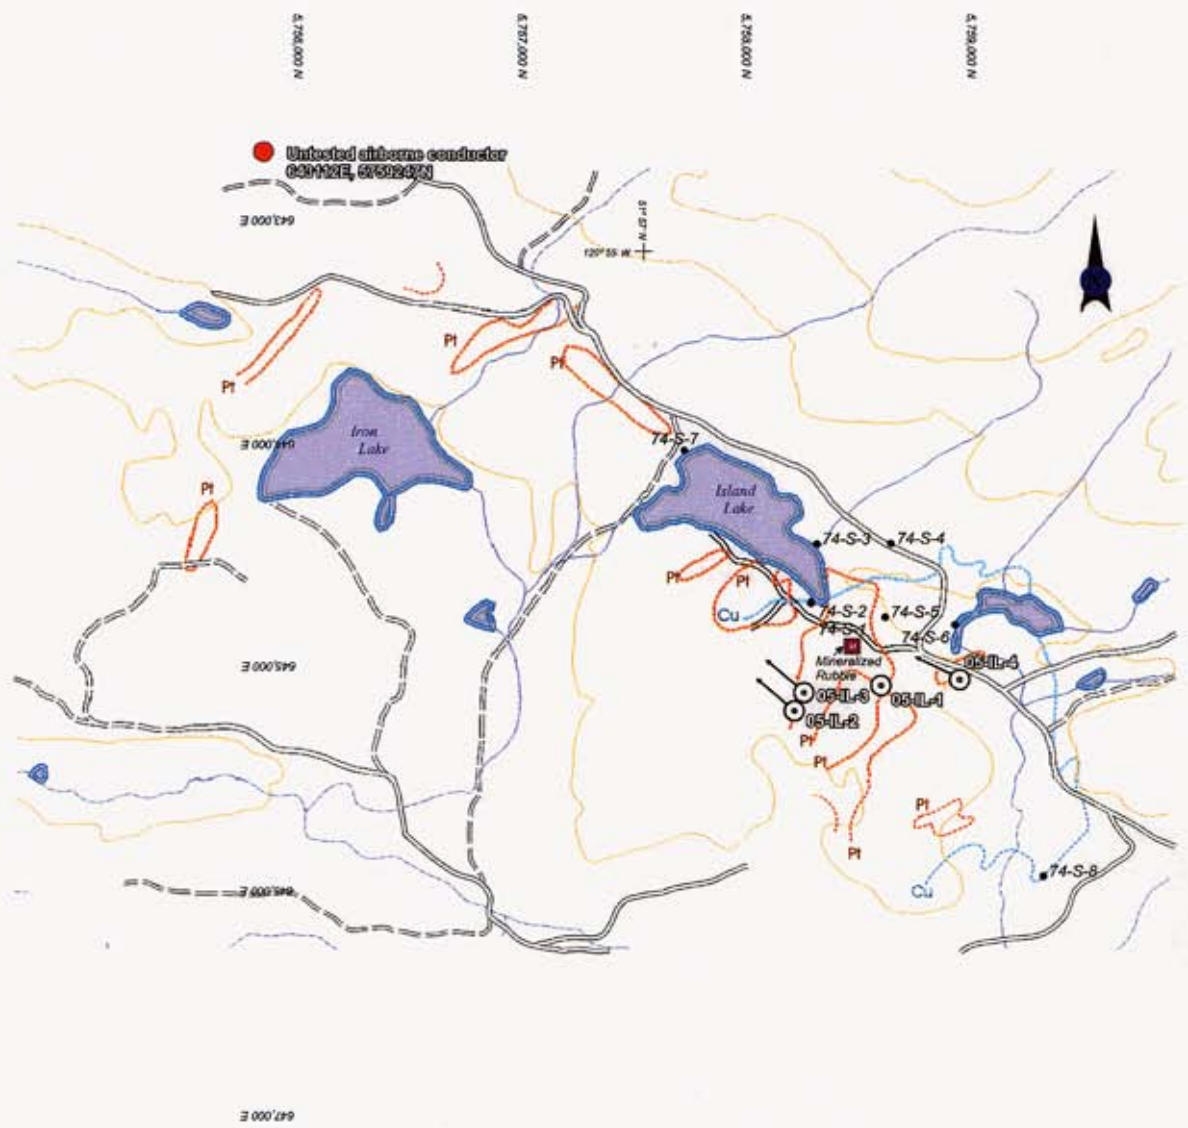 5,756,000 N
5,757,000 N
5,758,000 N
5,759,000 N
Untested airborne conductor
643112E, 5759247N
643,000 E
51° 57' N
120° 55' W.
Pt
Pt
Pt
Iron
Lake
644,000 E
74-S-7
Island
Lake
Pt
74-S-3
74-S-4
Pt
Pt
Cu
74-S-2
74-S-5
74-S-1
74-S-6
Mineralized
Rubble
645,000 E
05-IL-4
05-IL-3
05-IL-1
05-IL-2
Pt
Pt
Pt
Pt
74-S-8
Cu
646,000 E
647,000 E